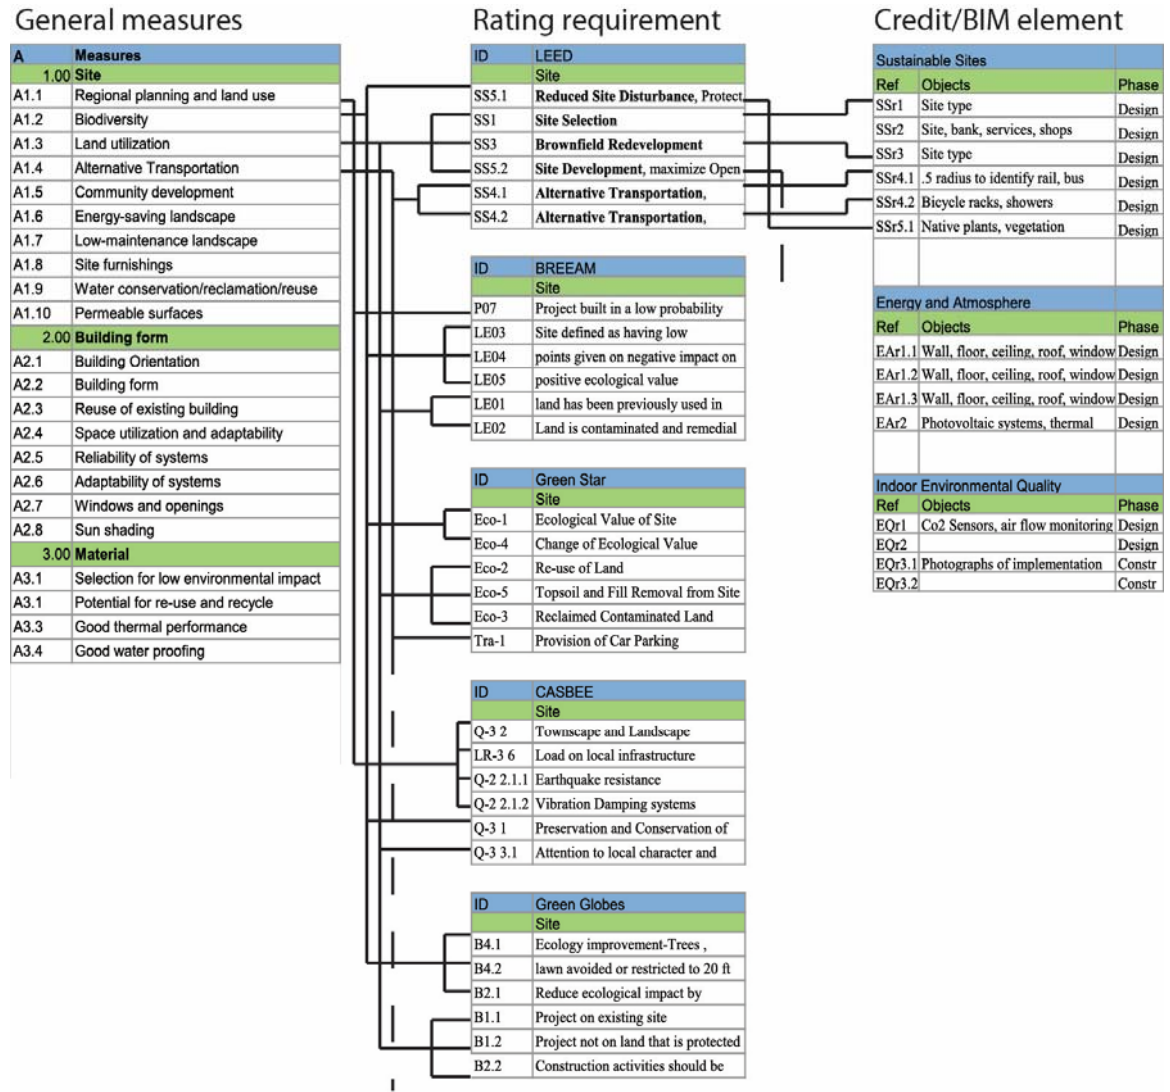 General measures
A Measures
1.00 Site
A1.1 Regional planning and land use
A1.2 Biodiversity
A1.3 Land utilization
A1.4 Alternative Transportation
A1.5 Community development
A1.6 Energy-saving landscape
A1.7 Low-maintenance landscape
A1.8 Site furnishings
A1.9 Water conservation/reclamation/reuse
A1.10 Permeable surfaces
2.00 Building form
A2.1 Building Orientation
A2.2 Building form
A2.3 Reuse of existing building
A2.4 Space utilization and adaptability
A2.5 Reliability of systems
A2.6 Adaptability of systems
A2.7 Windows and openings
A2.8 Sun shading
3.00 Material
A3.1 Selection for low environmental impact
A3.1 Potential for re-use and recycle
A3.3 Good thermal performance
A3.4 Good water proofing
Rating requirement
ID LEED
Site
SS5.1 Reduced Site Disturbance, Protect
SS1 Site Selection
SS3 Brownfield Redevelopment
SS5.2 Site Development, maximize Open
SS4.1 Alternative Transportation,
SS4.2 Alternative Transportation,
ID BREEAM
Site
P07 Project built in a low probability
LE03 Site defined as having low
LE04 points given on negative impact on
LE05 positive ecological value
LE01 land has been previously used in
LE02 Land is contaminated and remedial
ID Green Star
Site
Eco-1 Ecological Value of Site
Eco-4 Change of Ecological Value
Eco-2 Re-use of Land
Eco-5 Topsoil and Fill Removal from Site
Eco-3 Reclaimed Contaminated Land
Tra-1 Provision of Car Parking
ID CASBEE
Site
Q-3 2 Townscape and Landscape
LR-3 6 Load on local infrastructure
Q-2 2.1.1 Earthquake resistance
Q-2 2.1.2 Vibration Damping systems
Q-3 1 Preservation and Conservation of
Q-3 3.1 Attention to local character and
ID Green Globes
Site
B4.1 Ecology improvement-Trees ,
B4.2 lawn avoided or restricted to 20 ft
B2.1 Reduce ecological impact by
B1.1 Project on existing site
B1.2 Project not on land that is protected
B2.2 Construction activities should be
Credit/BIM element
Sustainable Sites
Ref Objects Phase
SSr1 Site type Design
SSr2 Site, bank, services, shops Design
SSr3 Site type Design
SSr4.1 .5 radius to identify rail, bus Design
SSr4.2 Bicycle racks, showers Design
SSr5.1 Native plants, vegetation Design
Energy and Atmosphere
Ref Objects Phase
EAr1.1 Wall, floor, ceiling, roof, window Design
EAr1.2 Wall, floor, ceiling, roof, window Design
EAr1.3 Wall, floor, ceiling, roof, window Design
EAr2 Photovoltaic systems, thermal Design
Indoor Environmental Quality
Ref Objects Phase
EQr1 Co2 Sensors, air flow monitoring Design
EQr2 Design
EQr3.1 Photographs of implementation Constr
EQr3.2 Constr